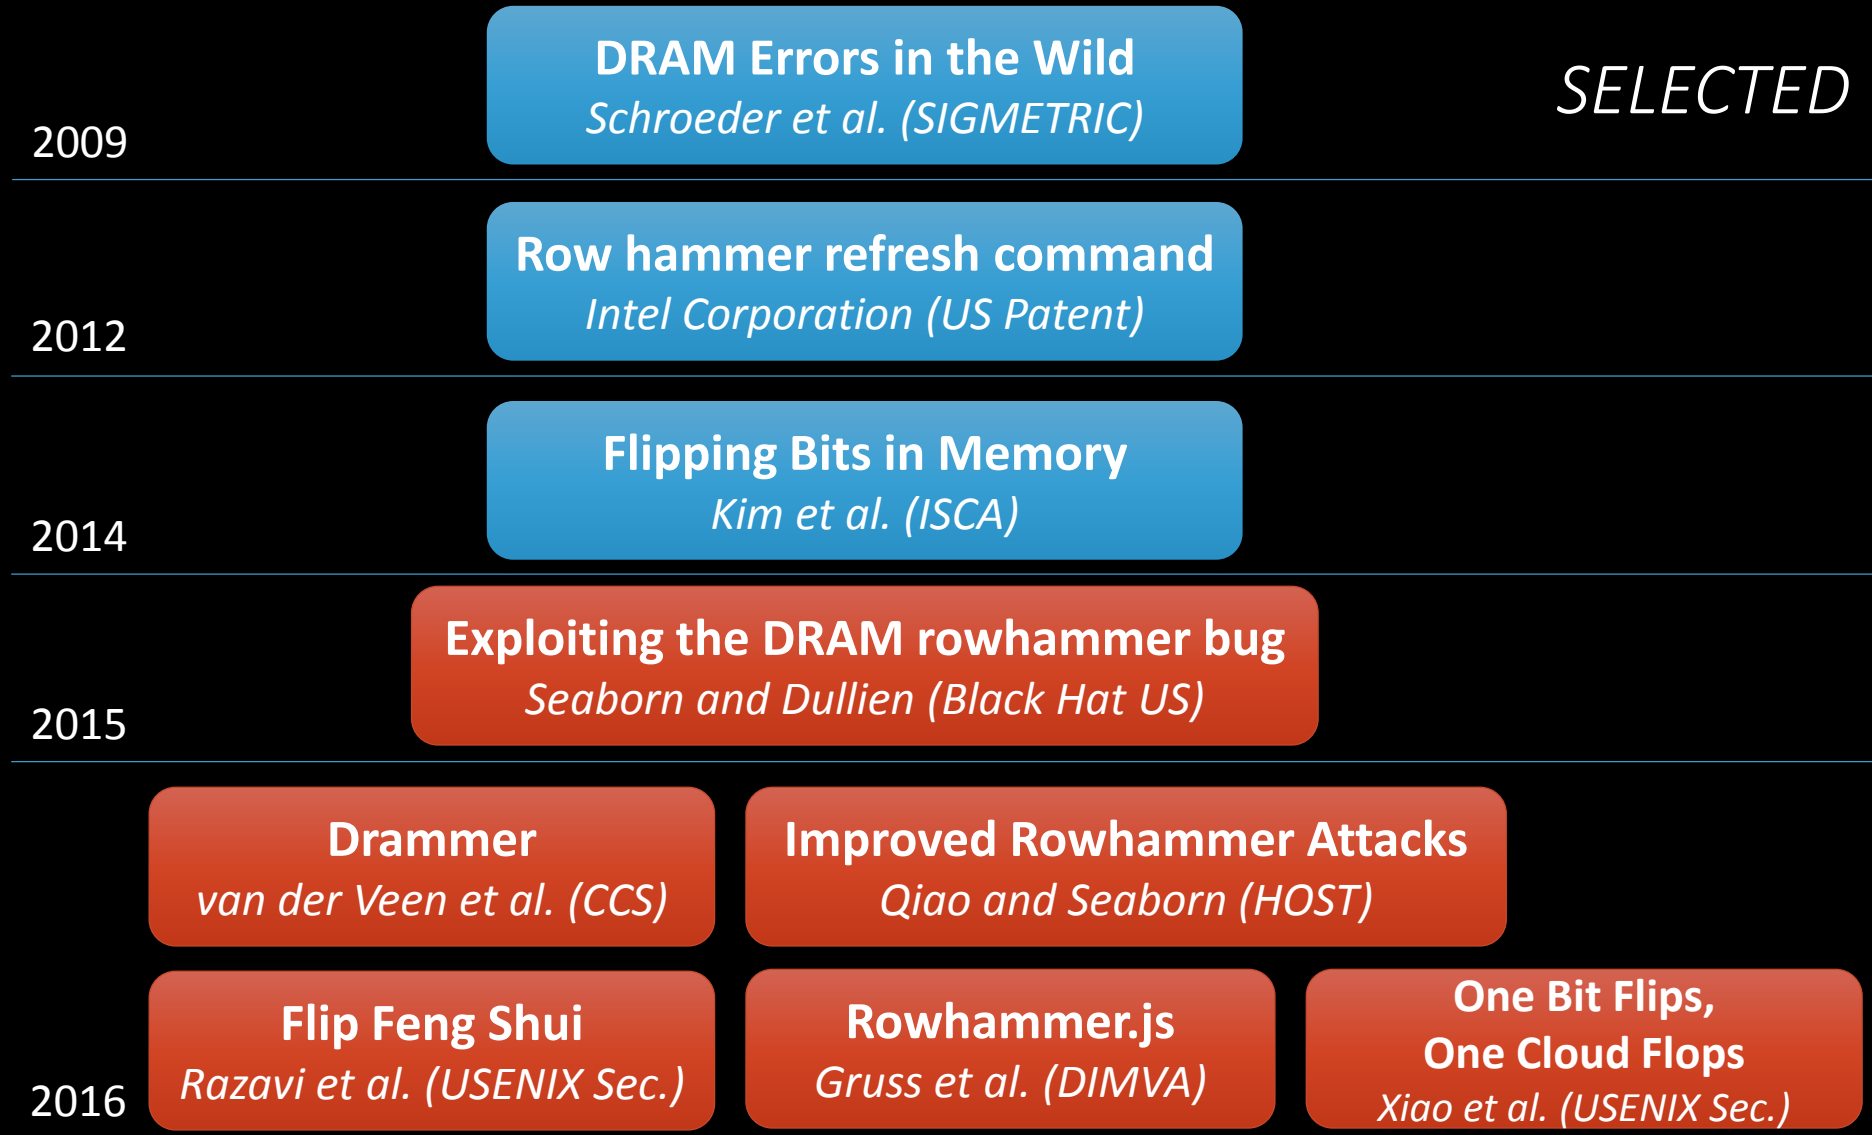 SELECTED
DRAM Errors in the Wild
Schroeder et al. (SIGMETRIC)
2009
Row hammer refresh command
Intel Corporation (US Patent)
2012
Flipping Bits in Memory
Kim et al. (ISCA)
2014
Exploiting the DRAM rowhammer bug
Seaborn and Dullien (Black Hat US)
2015
Drammer
van der Veen et al. (CCS)
Improved Rowhammer Attacks
Qiao and Seaborn (HOST)
Flip Feng Shui
Razavi et al. (USENIX Sec.)
Rowhammer.js
Gruss et al. (DIMVA)
One Bit Flips,
One Cloud Flops
Xiao et al. (USENIX Sec.)
2016